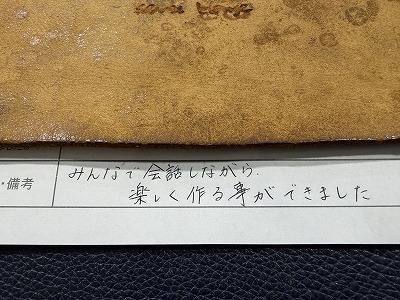 ・備考
みんなで会話しながら、
楽しく作る事ができました